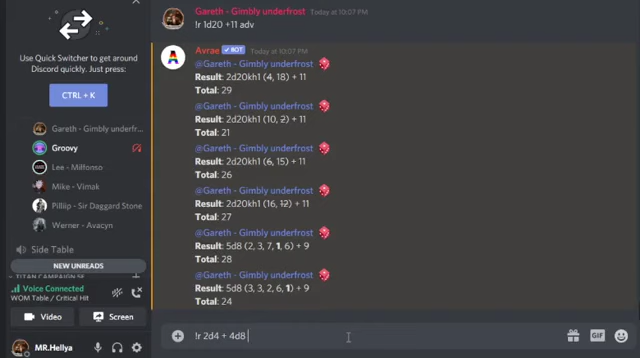 Gareth - Gimbly underfrost Today at 10:07 PM
!r 1d20 +11 adv
Use Quick Switcher to get
around Discord quickly. Just
press:
CTRL + K
Gareth - Gimbly underfr...
Groovy
Lee - Milfonso
Mike - Vimak
Pilliip - Sir Daggard Stone
Werner - Avacyn
Side Table
NEW UNREADS
Voice Connected
WOM Table / Critical Hit
Video
Screen
MR.Hellya
A
Avrae BOT Today at 10:07 PM
@Gareth - Gimbly underfrost
Result: 2d20kh1 (4, 18) + 11
Total: 29
@Gareth - Gimbly underfrost
Result: 2d20kh1 (10, 2) + 11
Total: 21
@Gareth - Gimbly underfrost
Result: 2d20kh1 (6, 15) + 11
Total: 26
@Gareth - Gimbly underfrost
Result: 2d20kh1 (16, 12) + 11
Total: 27
@Gareth - Gimbly underfrost
Result: 5d8 (2, 3, 7, 1, 6) + 9
Total: 28
@Gareth - Gimbly underfrost
Result: 5d8 (3, 3, 2, 6, 1) + 9
Total: 24
!r 2d4 + 4d8
GIF